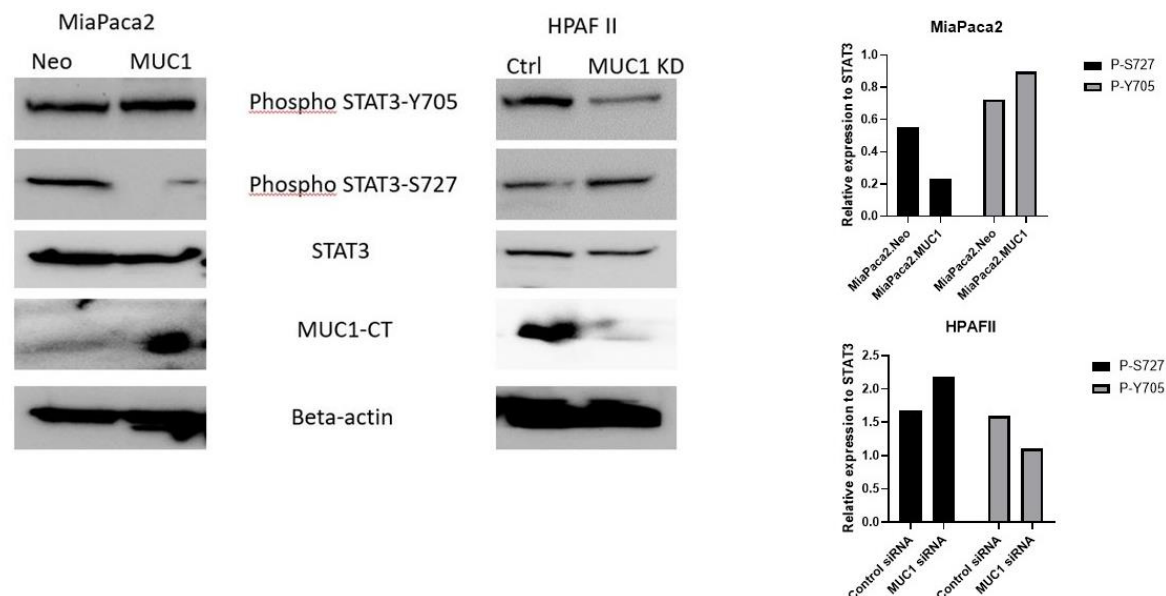 MiaPaca2
Neo MUC1
Phospho STAT3-Y705
Phospho STAT3-S727
STAT3
MUC1-CT
Beta-actin
HPAF II
Ctrl MUC1 KD
MiaPaca2
Relative expression to STAT3
1.0
0.8
0.6
0.4
0.2
0.0
MiaPaca2.Neo
MiaPaca2.MUC1
MiaPaca2.Neo
MiaPaca2.MUC1
P-S727
P-Y705
HPAFII
Relative expression to STAT3
2.5
2.0
1.5
1.0
0.5
0.0
Control siRNA
MUC1 siRNA
Control siRNA
MUC1 siRNA
P-S727
P-Y705